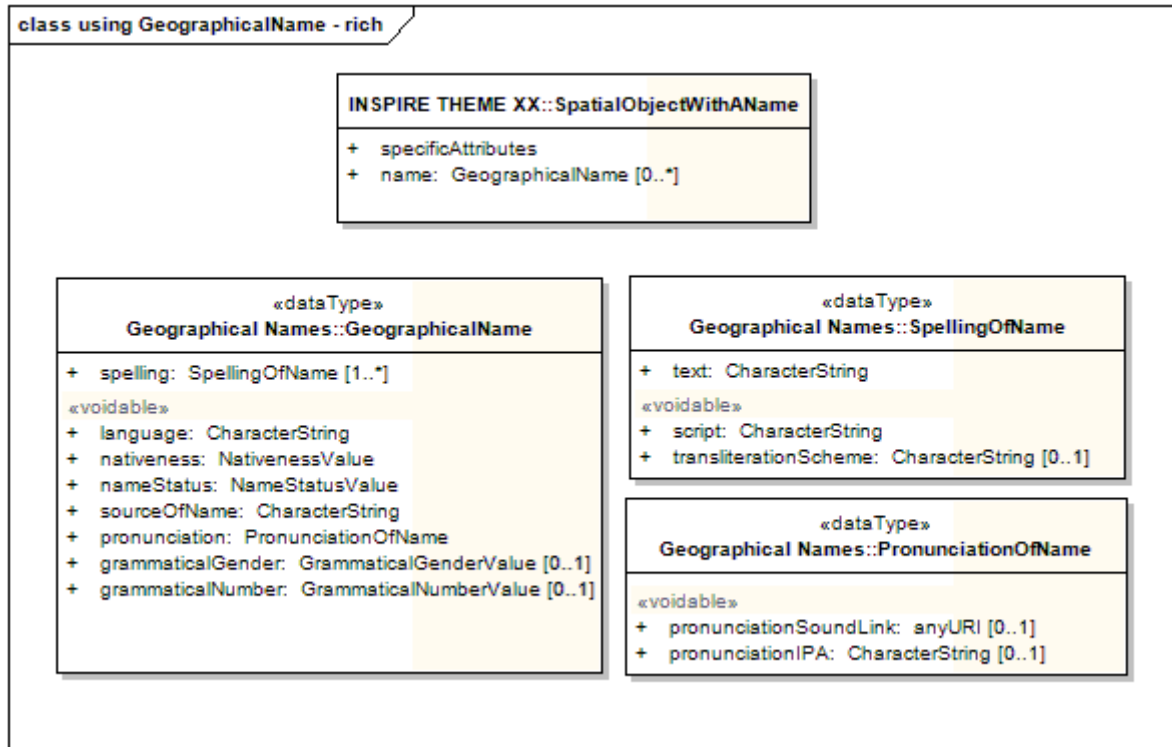 class using GeographicalName - rich
INSPIRE THEME XX::SpatialObjectWithAName
+ specificAttributes
+ name: GeographicalName [0..*]
«dataType»
Geographical Names::GeographicalName
+ spelling: SpellingOfName [1..*]
«voidable»
+ language: CharacterString
+ nativeness: NativenessValue
+ nameStatus: NameStatusValue
+ sourceOfName: CharacterString
+ pronunciation: PronunciationOfName
+ grammaticalGender: GrammaticalGenderValue [0..1]
+ grammaticalNumber: GrammaticalNumberValue [0..1]
«dataType»
Geographical Names::SpellingOfName
+ text: CharacterString
«voidable»
+ script: CharacterString
+ transliterationScheme: CharacterString [0..1]
«dataType»
Geographical Names::PronunciationOfName
«voidable»
+ pronunciationSoundLink: anyURI [0..1]
+ pronunciationIPA: CharacterString [0..1]